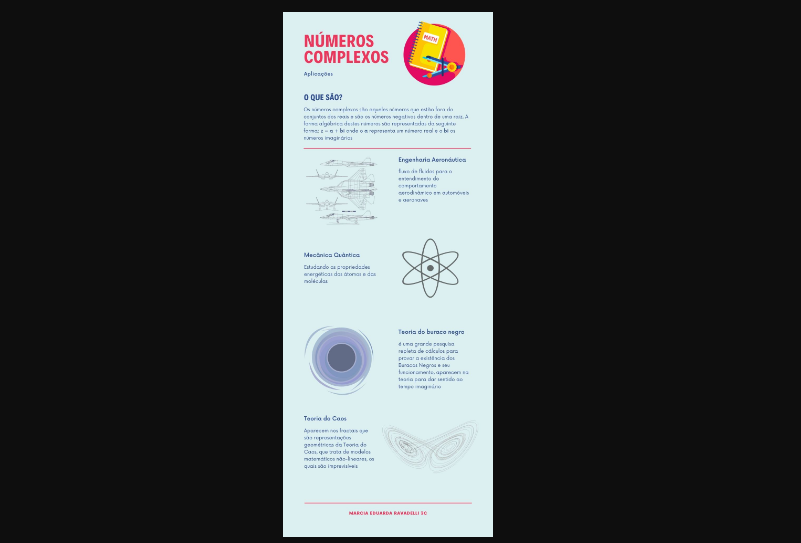 NÚMEROS
COMPLEXOS
MATH
Aplicações
O QUE SÃO?
Os números complexos são aqueles números que estão fora do
conjunto dos reais e são os números negativos dentro de uma raiz. A
forma algébrica desses números são representadas da seguinte
forma: z = a + bi onde o a representa um número real e o bi os
números imaginários
Engenharia Aeronáutica
fluxo de fluidos para o
entendimento do
comportamento
aerodinâmico em automóveis
e aeronaves
Mecânica Quântica
Estudando as propriedades
energéticas dos átomos e das
moléculas
Teoria do buraco negro
é uma grande pesquisa
repleta de cálculos para
provar a existência dos
Buracos Negros e seu
funcionamento, aparecem na
teoria para dar sentido ao
tempo imaginário
Teoria do Caos
Aparecem nos fractais que
são representações
geométricas da Teoria do
Caos, que trata de modelos
matemáticos não-lineares, os
quais são imprevisíveis
MARCIA EDUARDA